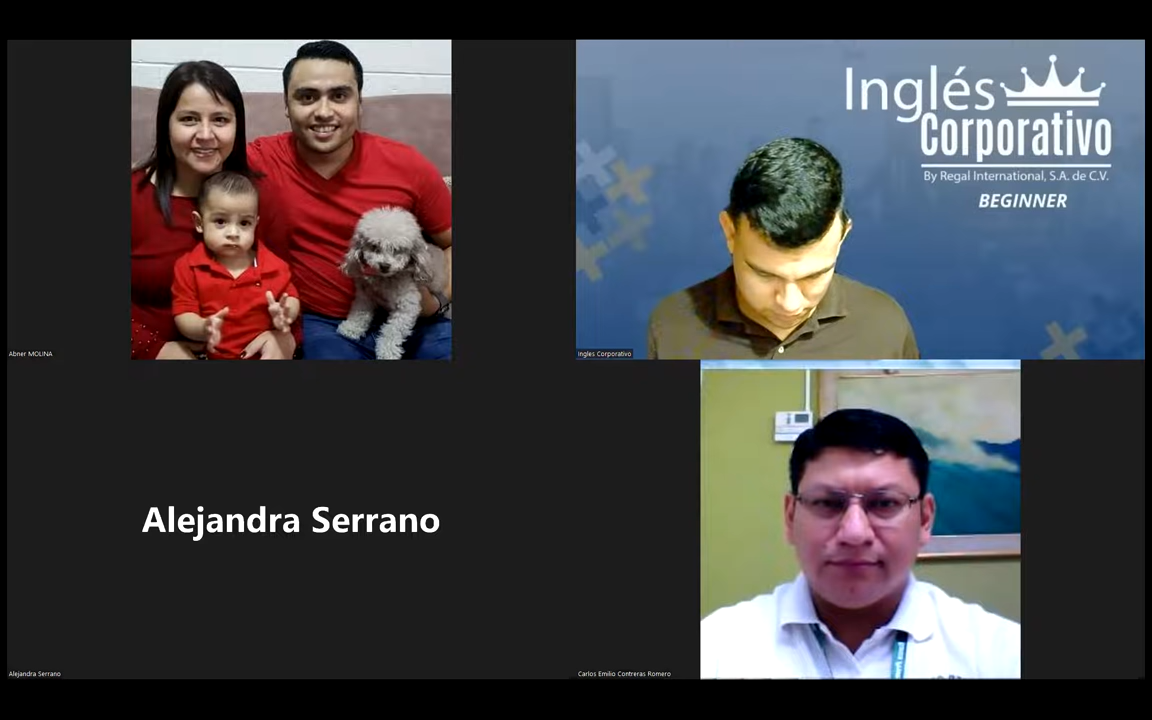 Inglés
Corporativo
By Regal International, S.A. de C.V.
BEGINNER
Abner MOLINA
Ingles Corporativo
Alejandra Serrano
Alejandra Serrano
Carlos Emilio Contreras Romero